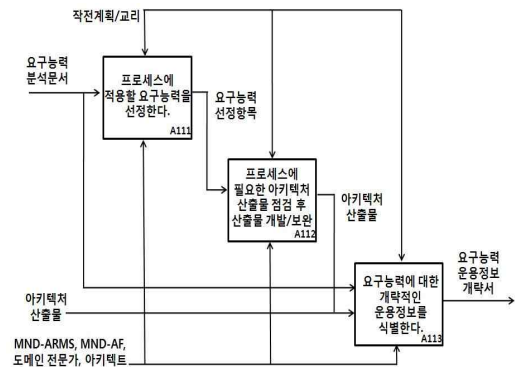 작전계획/교리
요구능력
분석문서
프로세스에
적용할 요구능력을
선정한다.
A111
요구능력
선정항목
프로세스에
필요한 아키텍처
산출물 점검 후
산출물 개발/보완
A112
아키텍처
산출물
요구능력에 대한
개략적인
운용정보를
식별한다.
A113
요구능력
운용정보
개략서
아키텍처
산출물
MND-ARMS, MND-AF,
도메인 전문가, 아키텍트